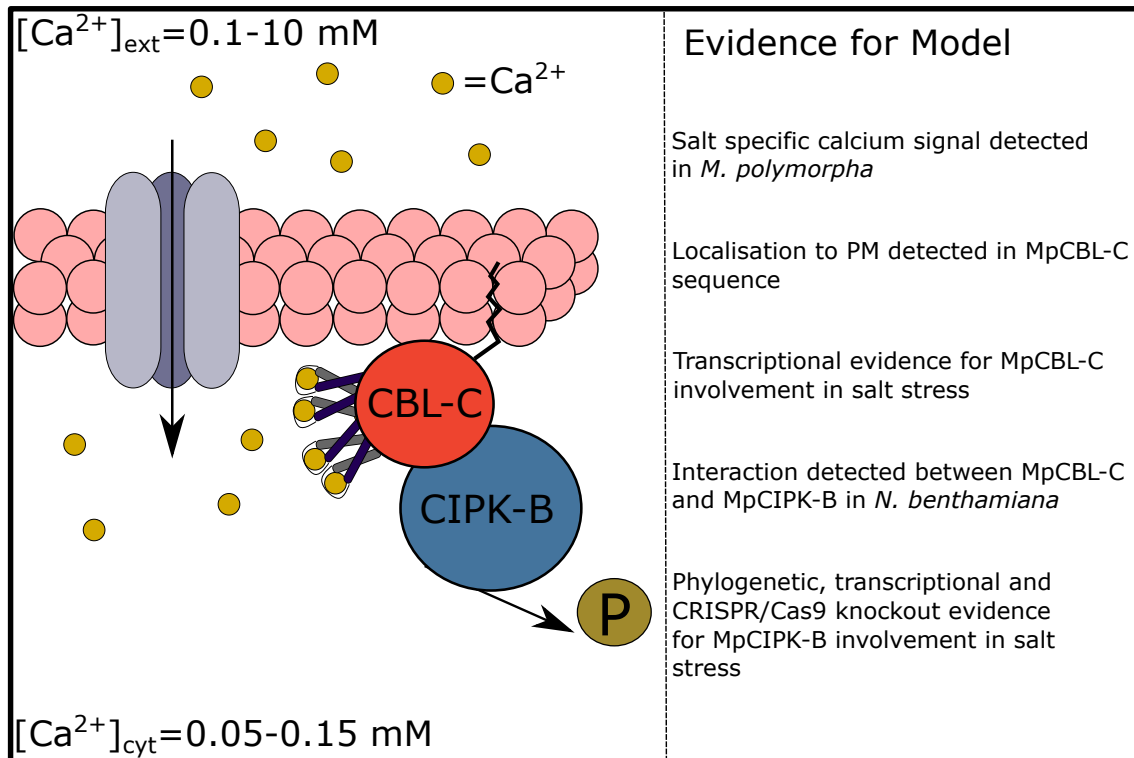 [Ca²⁺]ext=0.1-10 mM
=Ca²⁺
CBL-C
CIPK-B
P
[Ca²⁺]cyt=0.05-0.15 mM
Evidence for Model
Salt specific calcium signal detected
in M. polymorpha
Localisation to PM detected in MpCBL-C
sequence
Transcriptional evidence for MpCBL-C
involvement in salt stress
Interaction detected between MpCBL-C
and MpCIPK-B in N. benthamiana
Phylogenetic, transcriptional and
CRISPR/Cas9 knockout evidence
for MpCIPK-B involvement in salt
stress